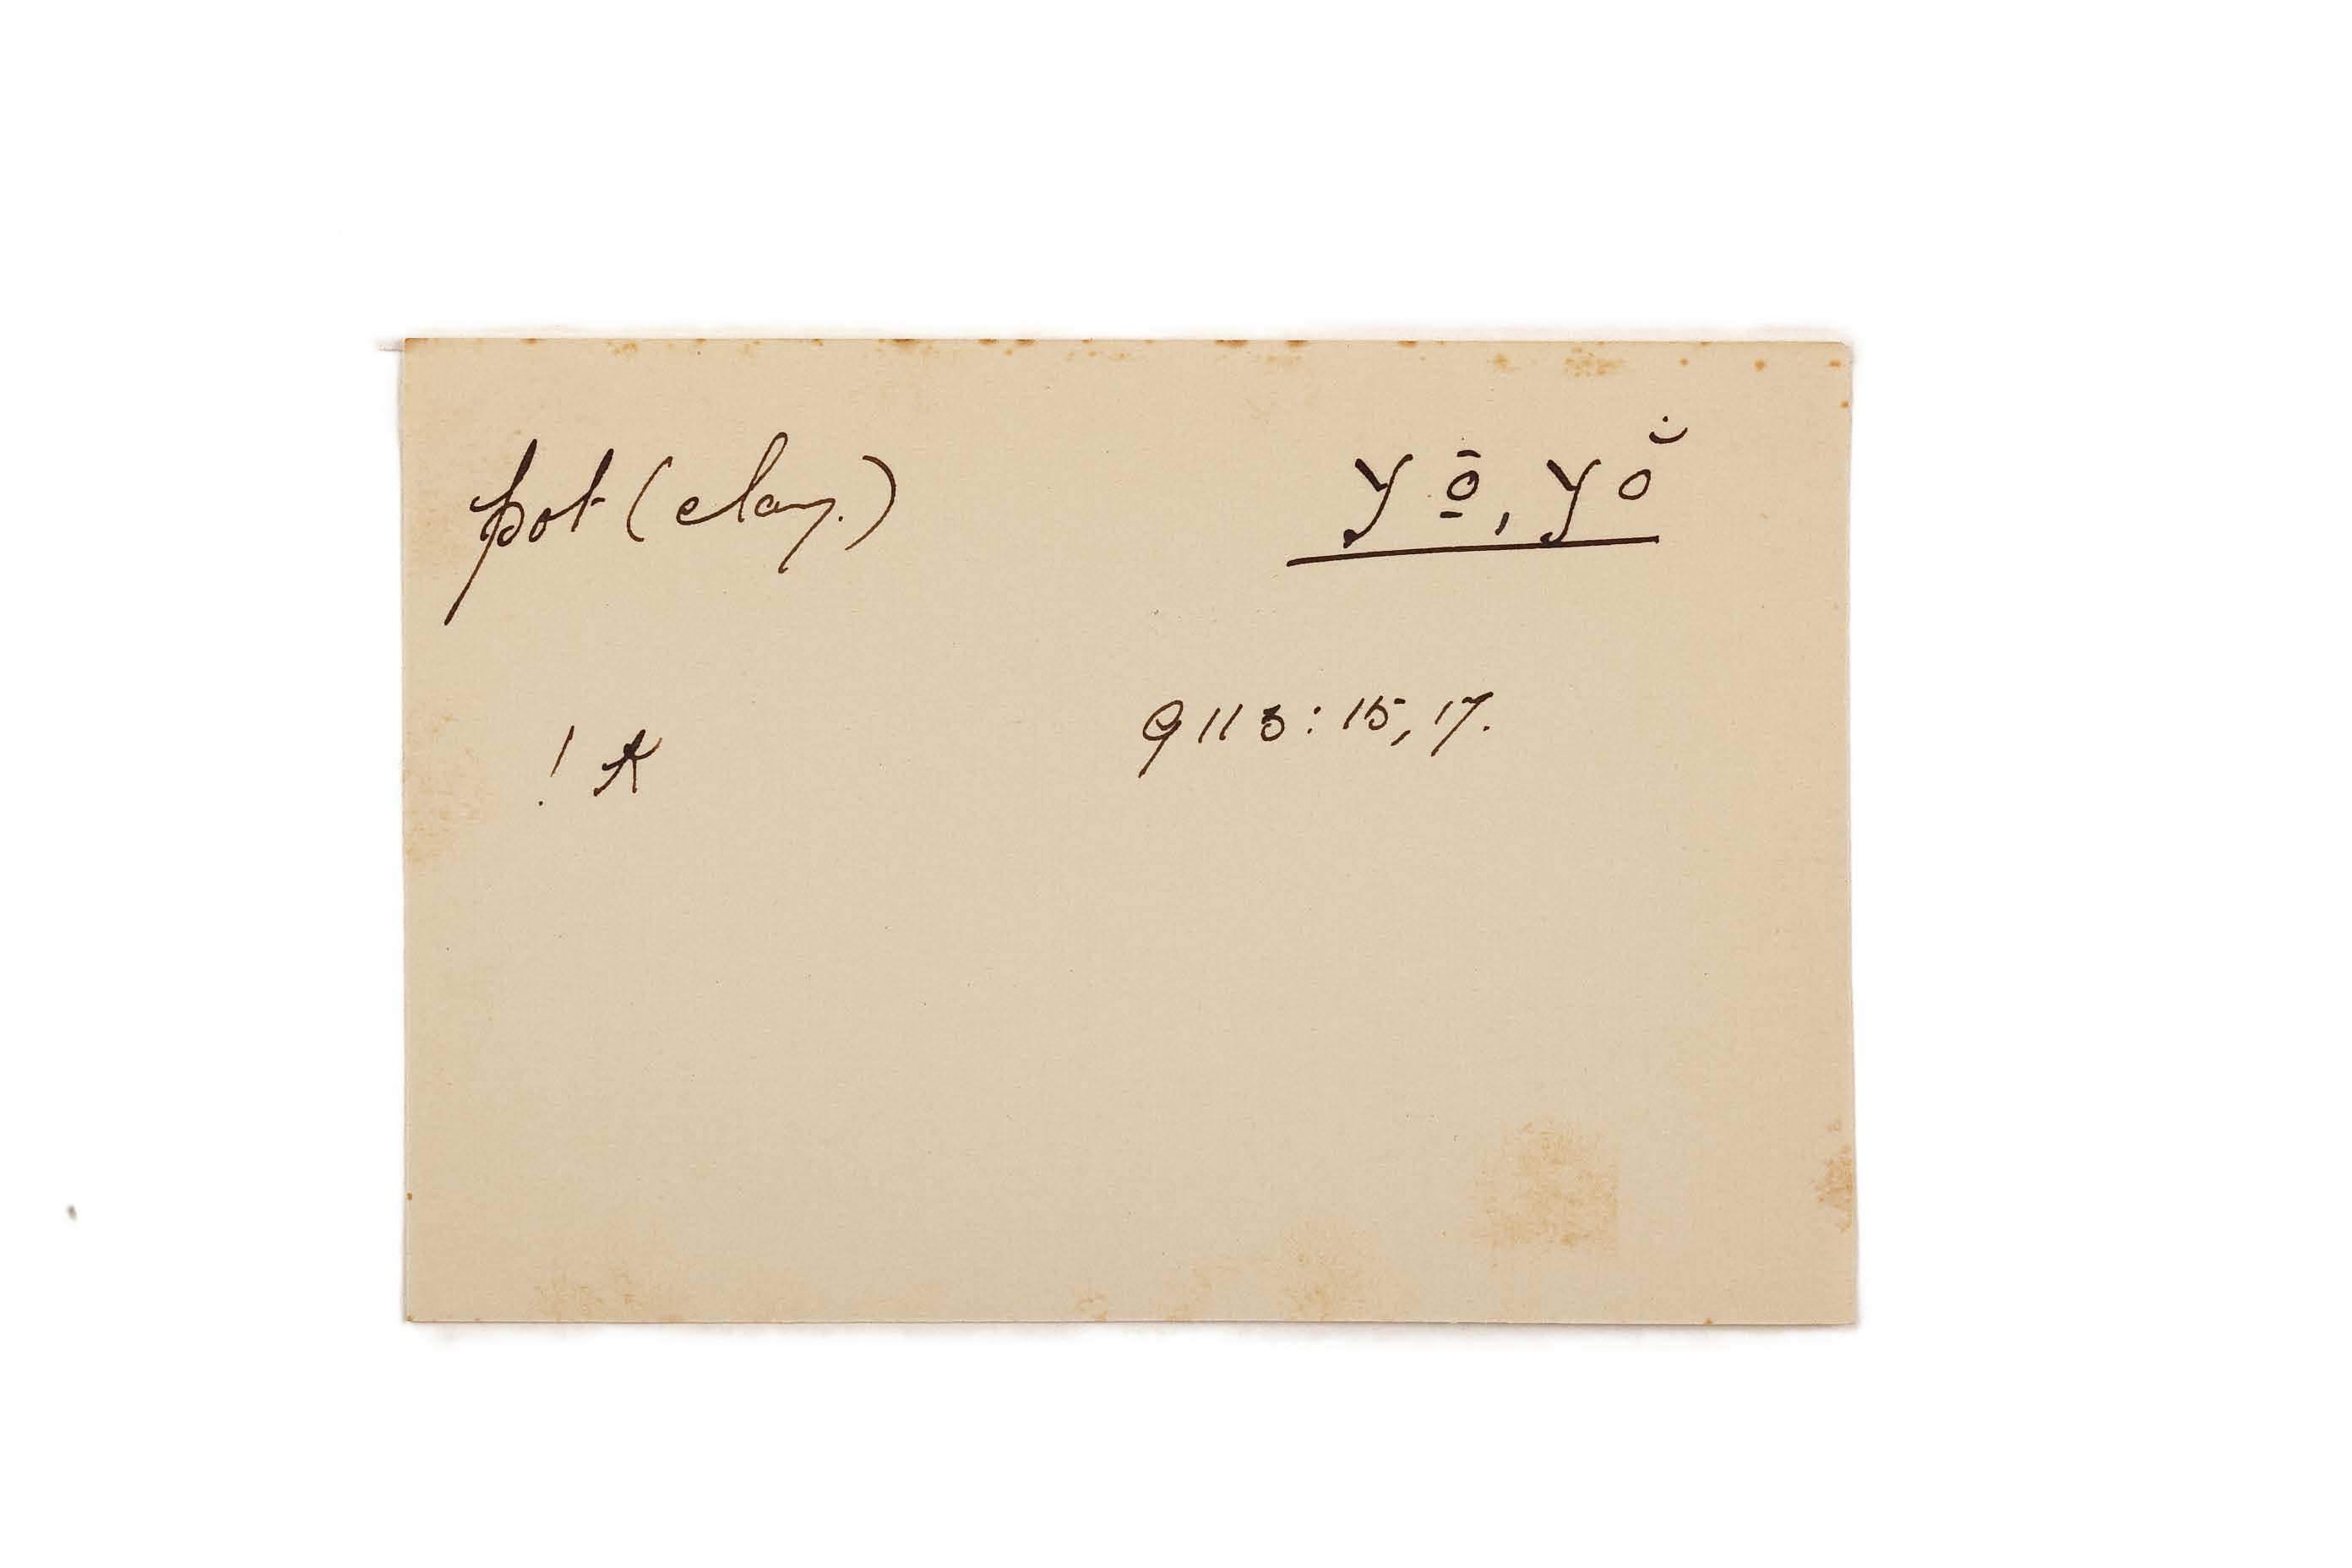 pot (clay.) yō̱, yŏ̇
! A 9113: 15, 17.